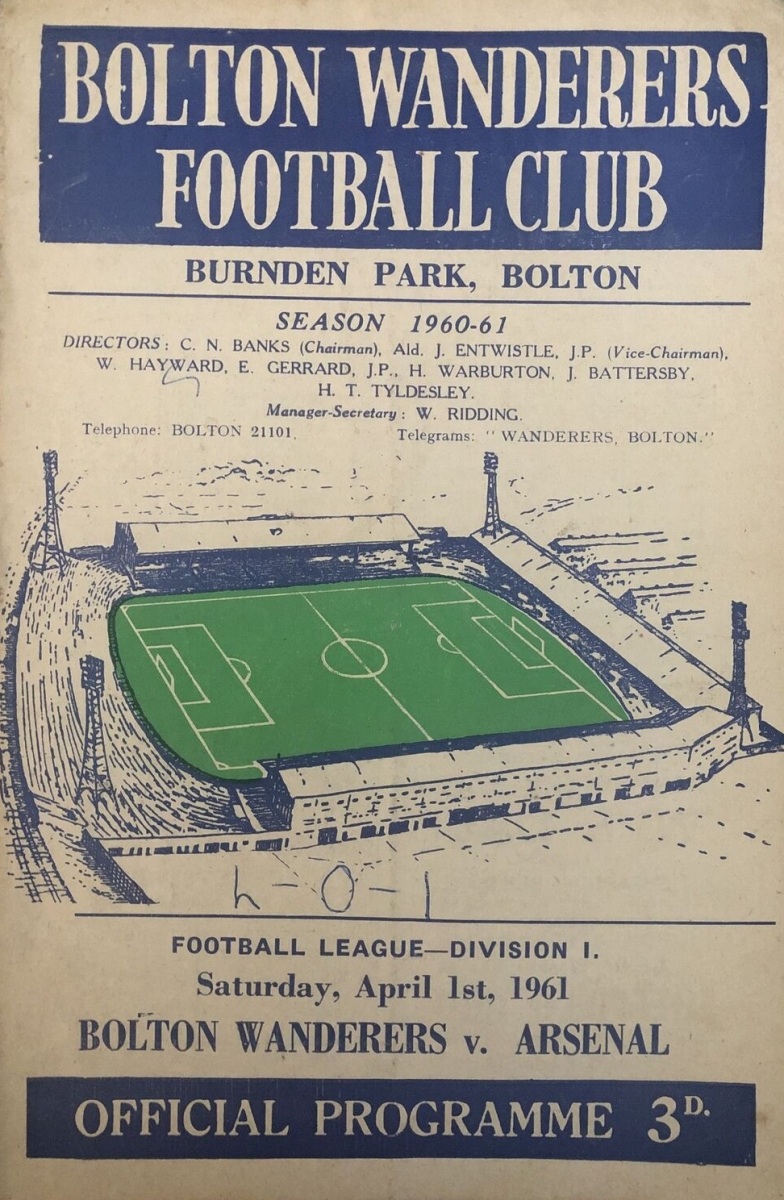 BOLTON WANDERERS
FOOTBALL CLUB
BURNDEN PARK, BOLTON
SEASON 1960-61
DIRECTORS: C. N. BANKS (Chairman), Ald. J. ENTWISTLE, J.P. (Vice-Chairman),
W. HAYWARD, E. GERRARD, J.P., H. WARBURTON, J. BATTERSBY,
H. T. TYLDESLEY.
Manager-Secretary: W. RIDDING.
Telephone: BOLTON 21101. Telegrams: "WANDERERS, BOLTON."
L-0-1
FOOTBALL LEAGUE—DIVISION I.
Saturday, April 1st, 1961
BOLTON WANDERERS v. ARSENAL
OFFICIAL PROGRAMME 3D.